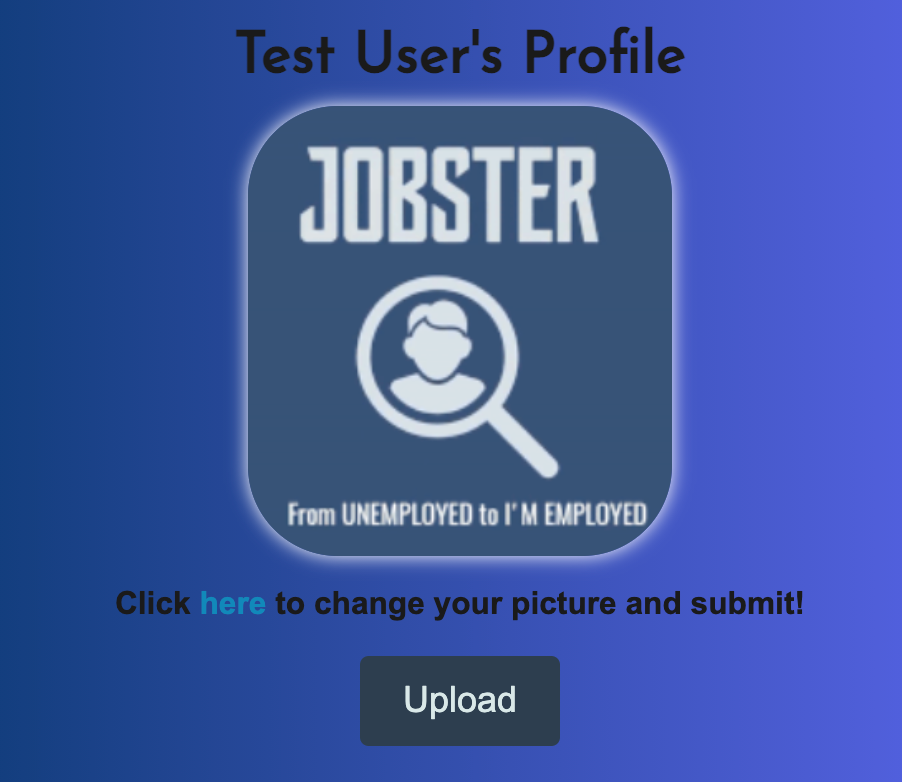 Test User's Profile
JOBSTER
From UNEMPLOYED to I'M EMPLOYED
Click here to change your picture and submit!
Upload